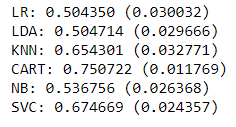 LR: 0.504350 (0.030032)
LDA: 0.504714 (0.029666)
KNN: 0.654301 (0.032771)
CART: 0.750722 (0.011769)
NB: 0.536756 (0.026368)
SVC: 0.674669 (0.024357)